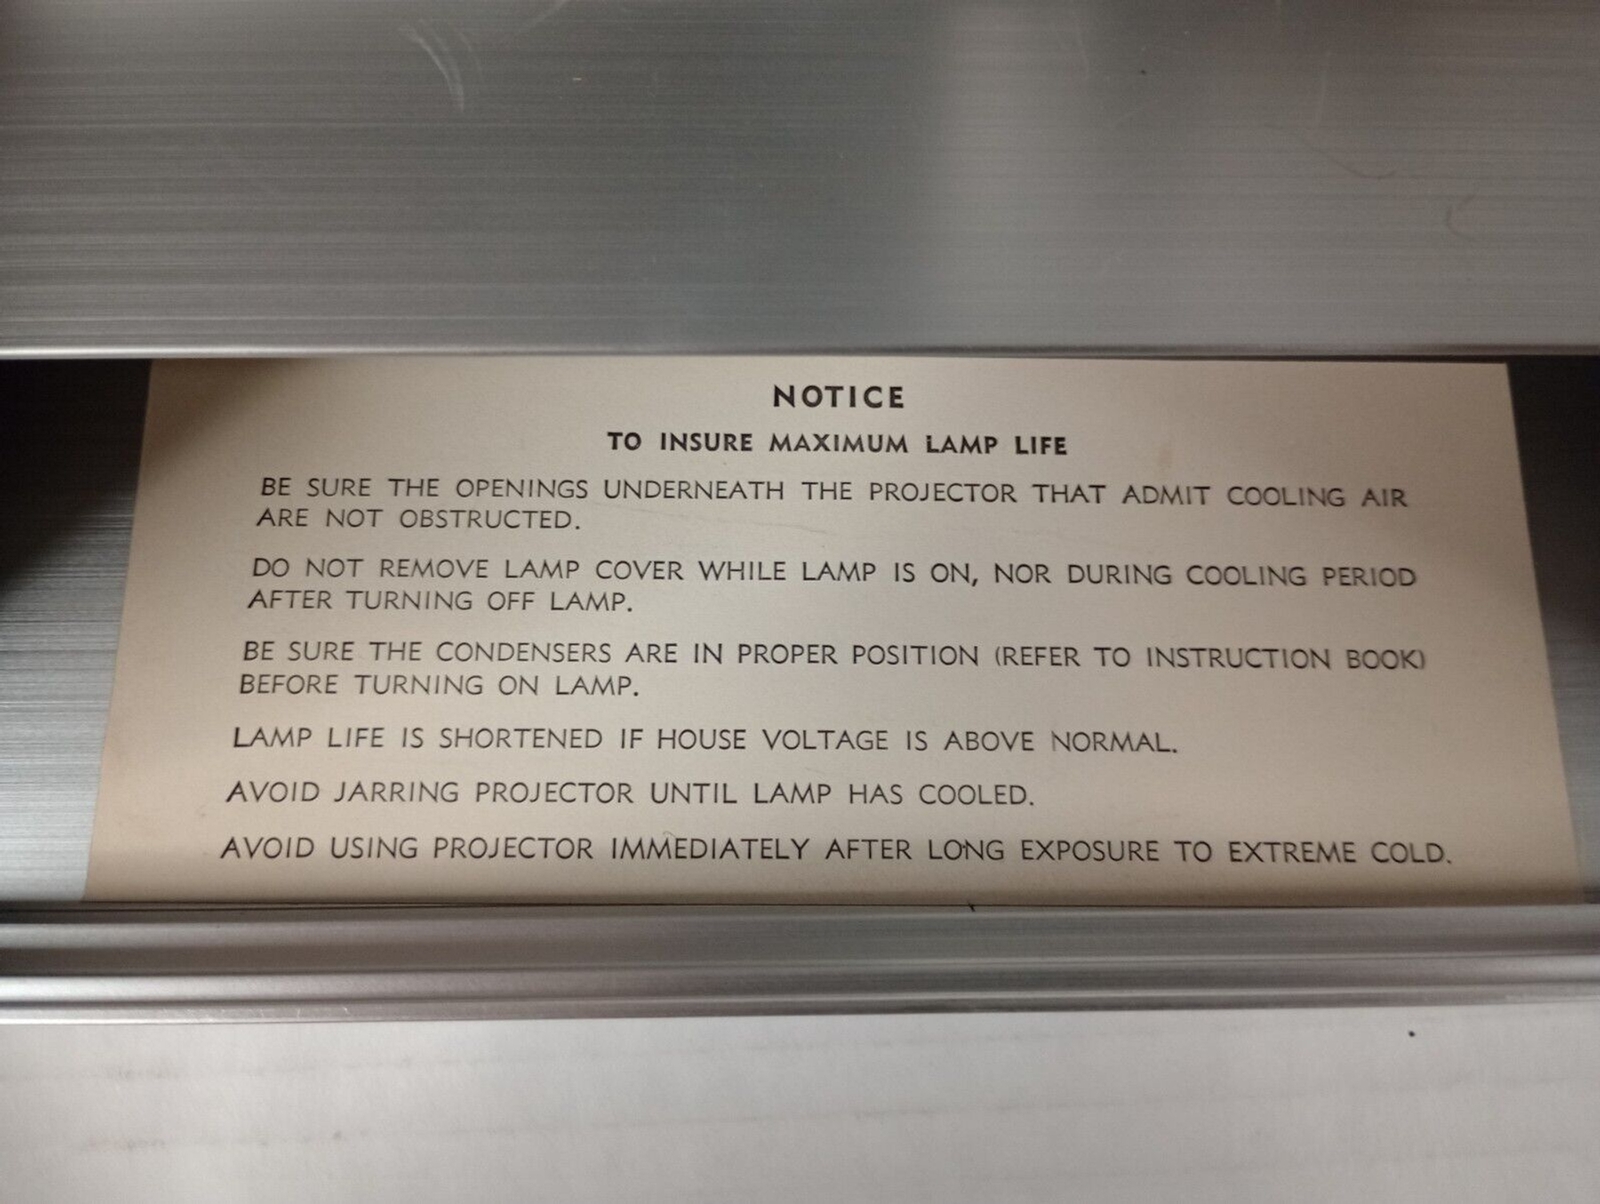 NOTICE
TO INSURE MAXIMUM LAMP LIFE
BE SURE THE OPENINGS UNDERNEATH THE PROJECTOR THAT ADMIT COOLING AIR
ARE NOT OBSTRUCTED.
DO NOT REMOVE LAMP COVER WHILE LAMP IS ON, NOR DURING COOLING PERIOD
AFTER TURNING OFF LAMP.
BE SURE THE CONDENSERS ARE IN PROPER POSITION (REFER TO INSTRUCTION BOOK)
BEFORE TURNING ON LAMP.
LAMP LIFE IS SHORTENED IF HOUSE VOLTAGE IS ABOVE NORMAL.
AVOID JARRING PROJECTOR UNTIL LAMP HAS COOLED.
AVOID USING PROJECTOR IMMEDIATELY AFTER LONG EXPOSURE TO EXTREME COLD.